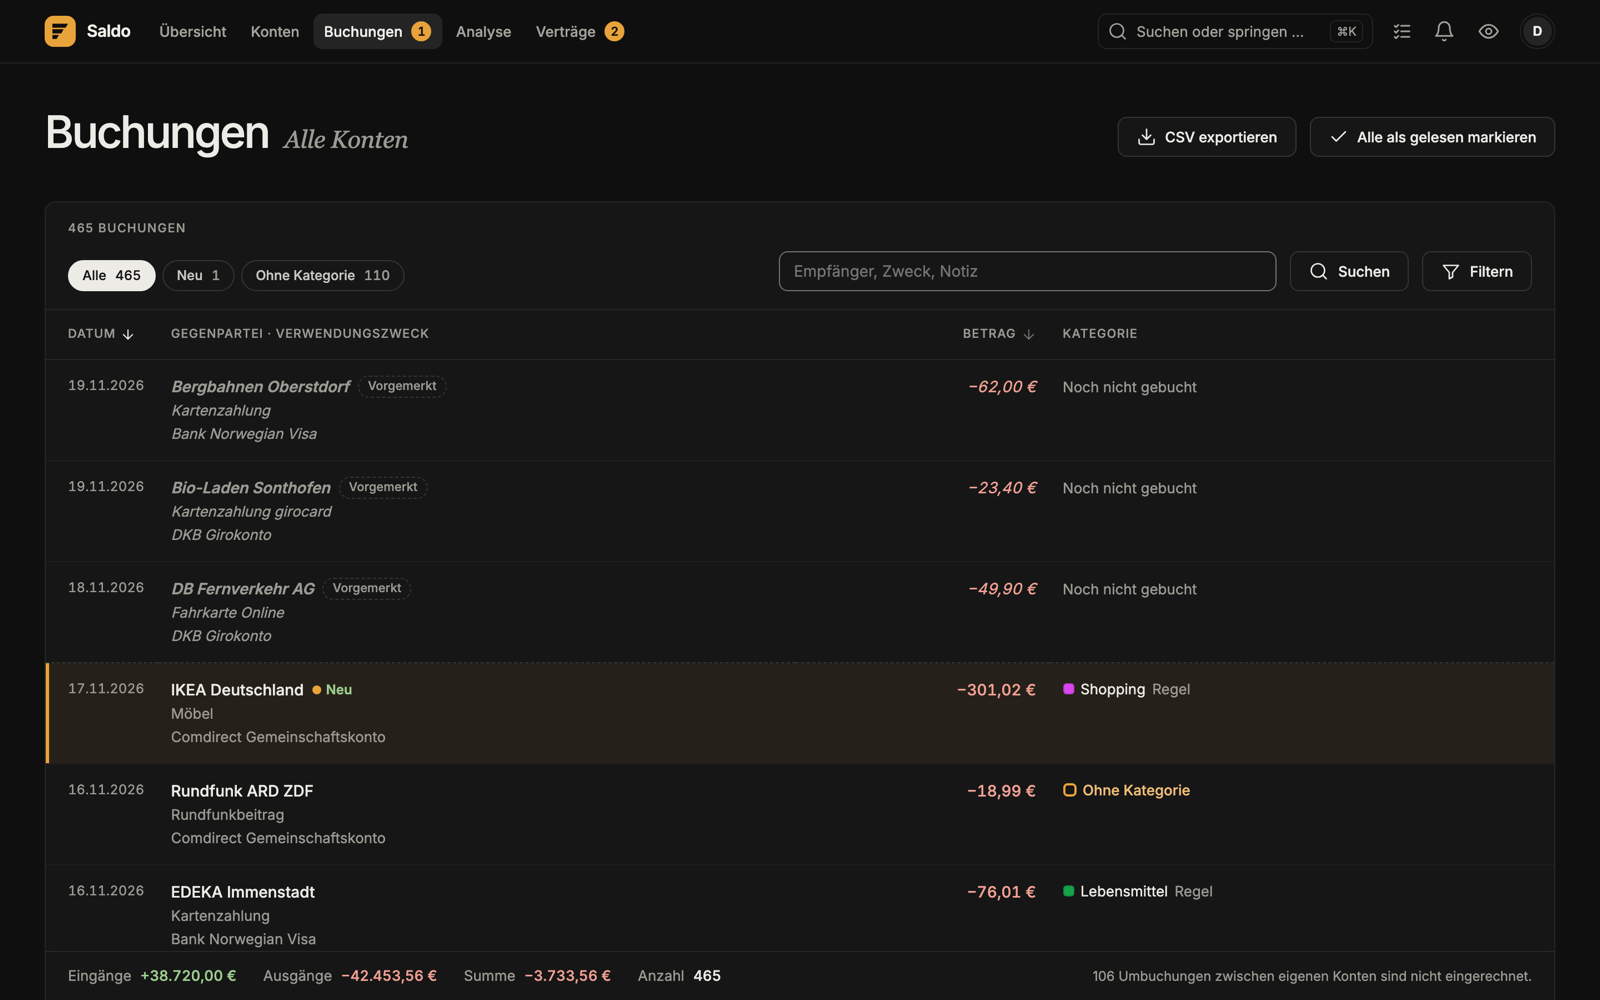 Saldo Übersicht Konten Buchungen 1 Analyse Verträge 2 Suchen oder springen ... ⌘K D
Buchungen Alle Konten CSV exportieren Alle als gelesen markieren
465 BUCHUNGEN
Alle 465 Neu 1 Ohne Kategorie 110 Empfänger, Zweck, Notiz Suchen Filtern
DATUM ↓ GEGENPARTEI · VERWENDUNGSZWECK BETRAG ↓ KATEGORIE
19.11.2026 Bergbahnen Oberstdorf Vorgemerkt −62,00 € Noch nicht gebucht
Kartenzahlung
Bank Norwegian Visa
19.11.2026 Bio-Laden Sonthofen Vorgemerkt −23,40 € Noch nicht gebucht
Kartenzahlung girocard
DKB Girokonto
18.11.2026 DB Fernverkehr AG Vorgemerkt −49,90 € Noch nicht gebucht
Fahrkarte Online
DKB Girokonto
17.11.2026 IKEA Deutschland Neu −301,02 € Shopping Regel
Möbel
Comdirect Gemeinschaftskonto
16.11.2026 Rundfunk ARD ZDF −18,99 € Ohne Kategorie
Rundfunkbeitrag
Comdirect Gemeinschaftskonto
16.11.2026 EDEKA Immenstadt −76,01 € Lebensmittel Regel
Kartenzahlung
Bank Norwegian Visa
Eingänge +38.720,00 € Ausgänge −42.453,56 € Summe −3.733,56 € Anzahl 465 106 Umbuchungen zwischen eigenen Konten sind nicht eingerechnet.